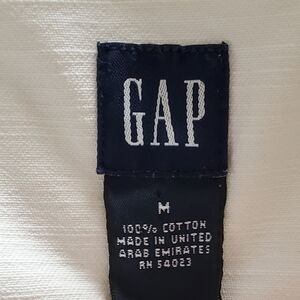 GAP
M
100% COTTON
MADE IN UNITED
ARAB EMIRATES
RN 54023